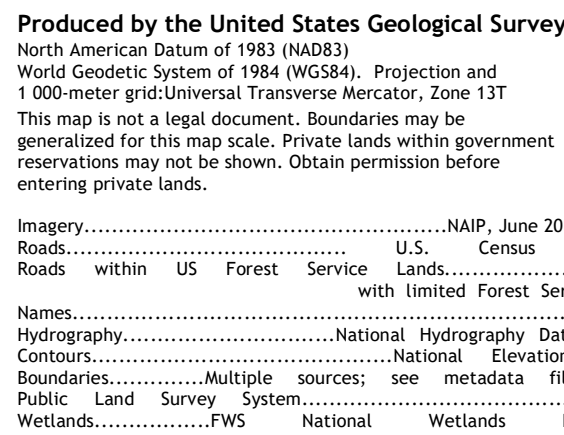 Produced by the United States Geological Survey
North American Datum of 1983 (NAD83)
World Geodetic System of 1984 (WGS84). Projection and
1 000-meter grid:Universal Transverse Mercator, Zone 13T
This map is not a legal document. Boundaries may be
generalized for this map scale. Private lands within government
reservations may not be shown. Obtain permission before
entering private lands.
Imagery....................................................NAIP, June 20
Roads........................................ U.S. Census
Roads within US Forest Service Lands..................
with limited Forest Ser
Names......................................................................
Hydrography..............................National Hydrography Dat
Contours...........................................National Elevation
Boundaries.............Multiple sources; see metadata fil
Public Land Survey System......................................
Wetlands.................FWS National Wetlands